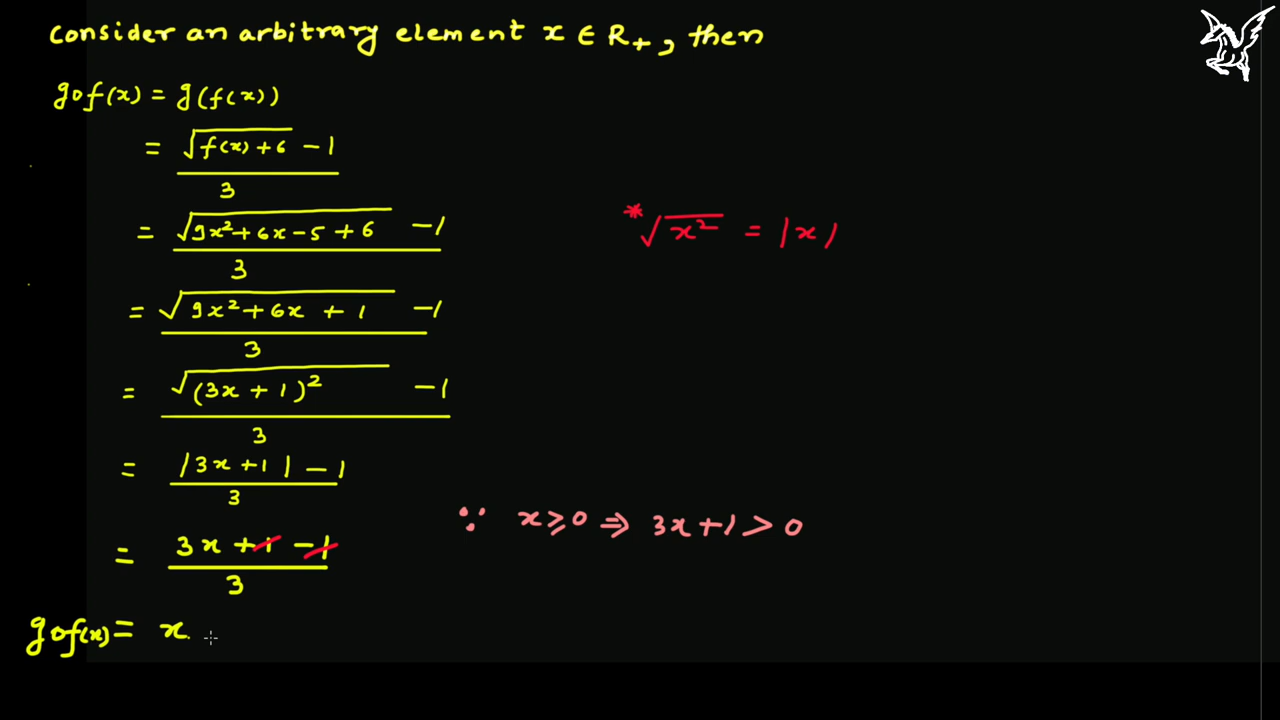 consider an arbitrary element x ∈ R₊, then
gof(x) = g(f(x))
= (√(f(x)+6) - 1)/3
= (√(9x²+6x-5+6) - 1)/3
*√(x²) = |x|
= (√(9x²+6x+1) - 1)/3
= (√((3x+1)²) - 1)/3
= (|3x+1| - 1)/3
∵ x ⩾ 0 ⇒ 3x+1 > 0
= (3x+1-1)/3
gof(x) = x.